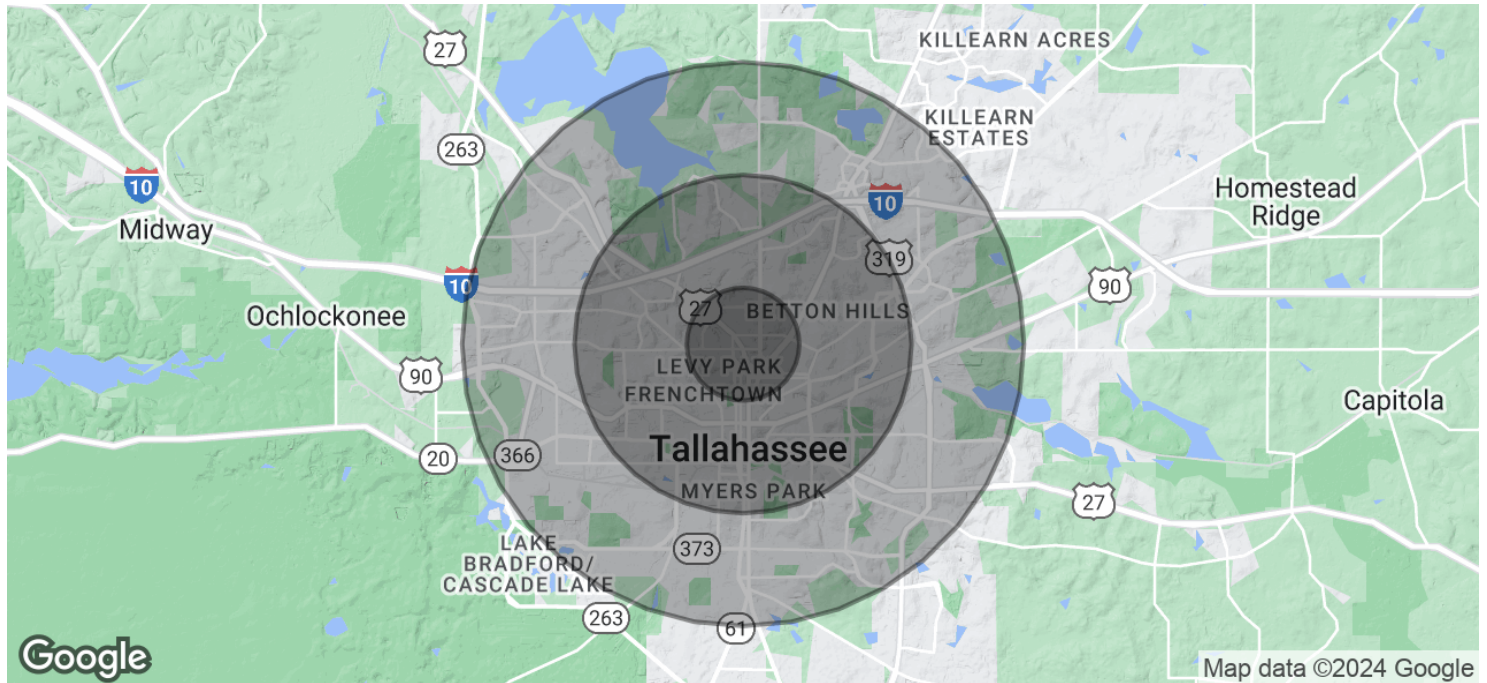 KILLEARN ACRES
27
KILLEARN
ESTATES
263
10
Homestead
Ridge
10
Midway
319
10
90
27
BETTON HILLS
Ochlockonee
LEVY PARK
90
FRENCHTOWN
Capitola
Tallahassee
366
20
MYERS PARK
27
LAKE
BRADFORD/
CASCADE LAKE
373
263
61
Google
Map data ©2024 Google